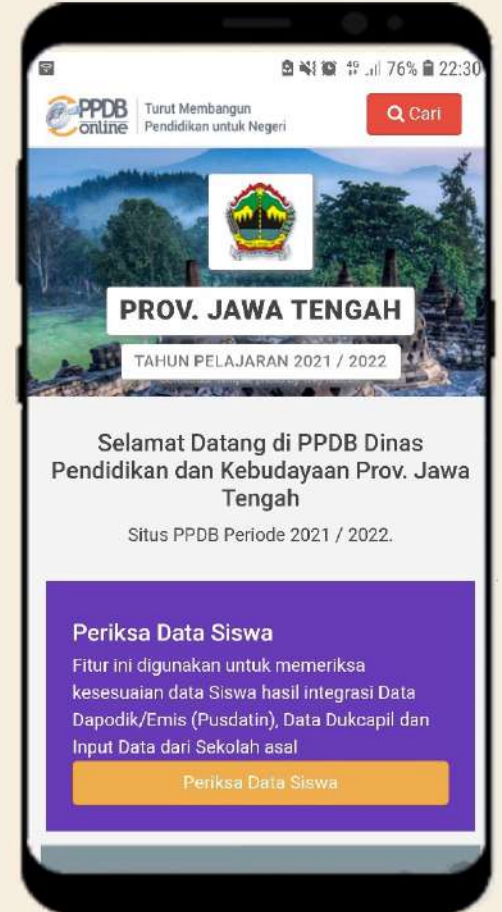 4G 76% 22:30
PPDB online
Turut Membangun
Pendidikan untuk Negeri
Cari
PROV. JAWA TENGAH
TAHUN PELAJARAN 2021 / 2022
Selamat Datang di PPDB Dinas
Pendidikan dan Kebudayaan Prov. Jawa
Tengah
Situs PPDB Periode 2021 / 2022.
Periksa Data Siswa
Fitur ini digunakan untuk memeriksa
kesesuaian data Siswa hasil integrasi Data
Dapodik/Emis (Pusdatin), Data Dukcapil dan
Input Data dari Sekolah asal
Periksa Data Siswa